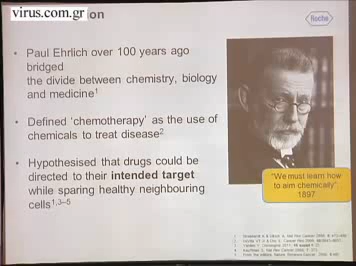 virus.com.gr
on
Roche
• Paul Ehrlich over 100 years ago
bridged
the divide between chemistry, biology
and medicine1
• Defined 'chemotherapy' as the use of
chemicals to treat disease2
• Hypothesised that drugs could be
directed to their intended target
while sparing healthy neighbouring
cells1,3–5
"We must learn how
to aim chemically".
1897